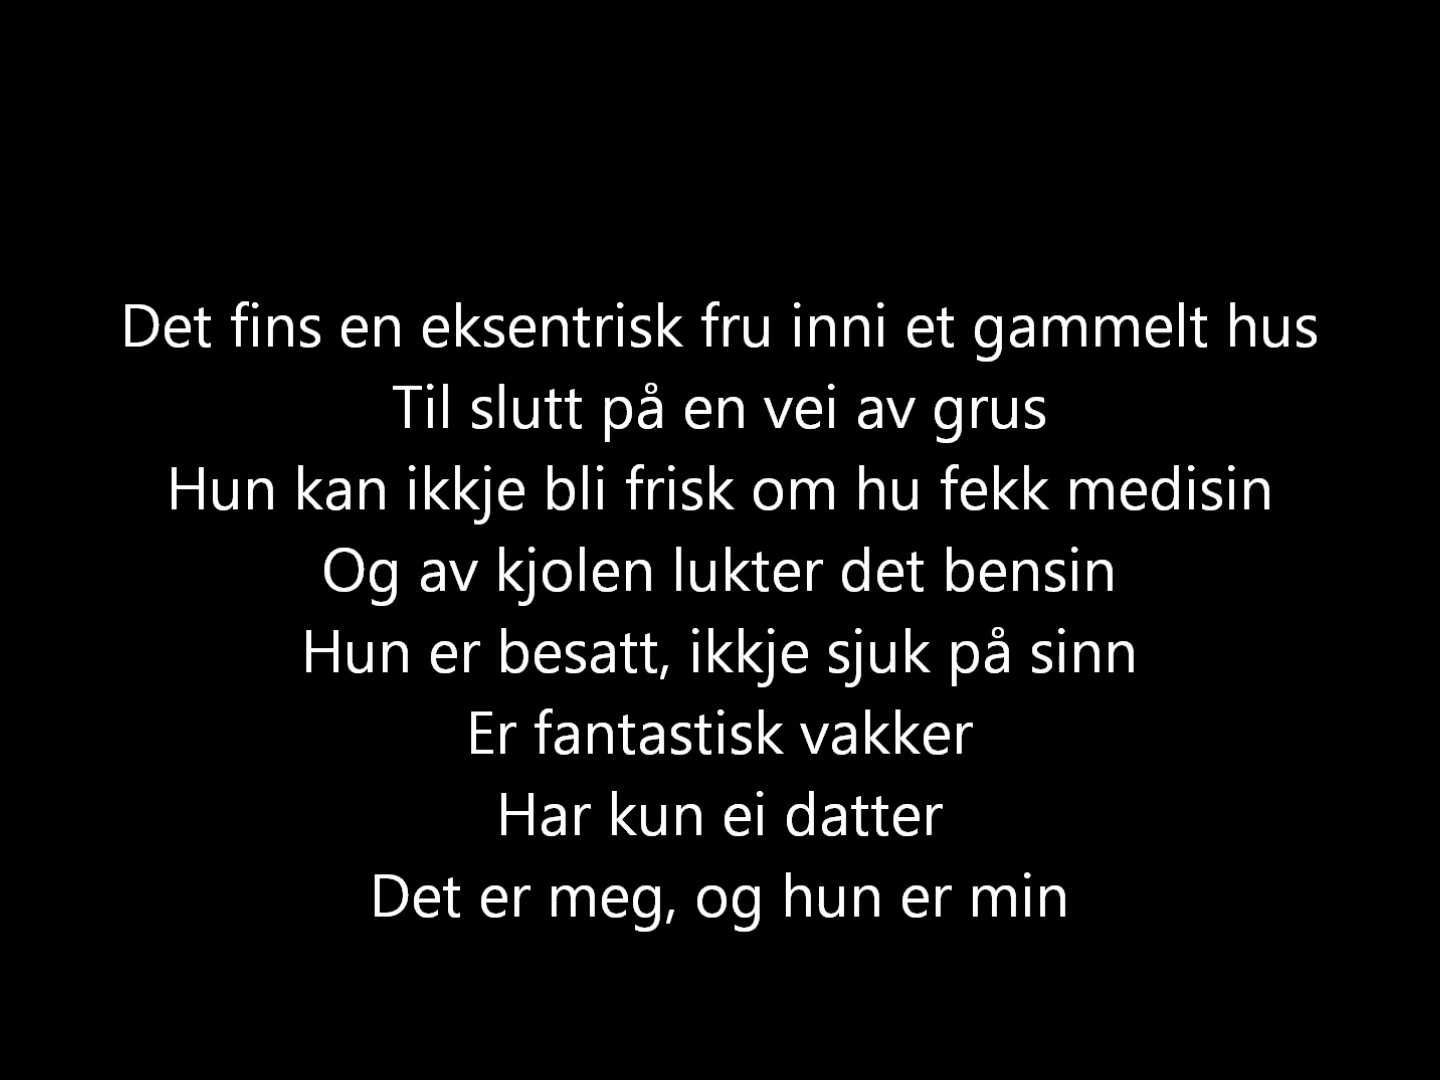 Det fins en eksentrisk fru inni et gammelt hus
Til slutt på en vei av grus
Hun kan ikkje bli frisk om hu fekk medisin
Og av kjolen lukter det bensin
Hun er besatt, ikkje sjuk på sinn
Er fantastisk vakker
Har kun ei datter
Det er meg, og hun er min